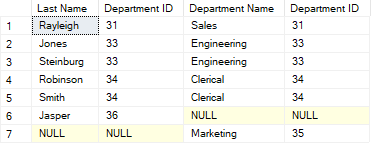 Last Name Department ID Department Name Department ID
1 Rayleigh 31 Sales 31
2 Jones 33 Engineering 33
3 Steinburg 33 Engineering 33
4 Robinson 34 Clerical 34
5 Smith 34 Clerical 34
6 Jasper 36 NULL NULL
7 NULL NULL Marketing 35